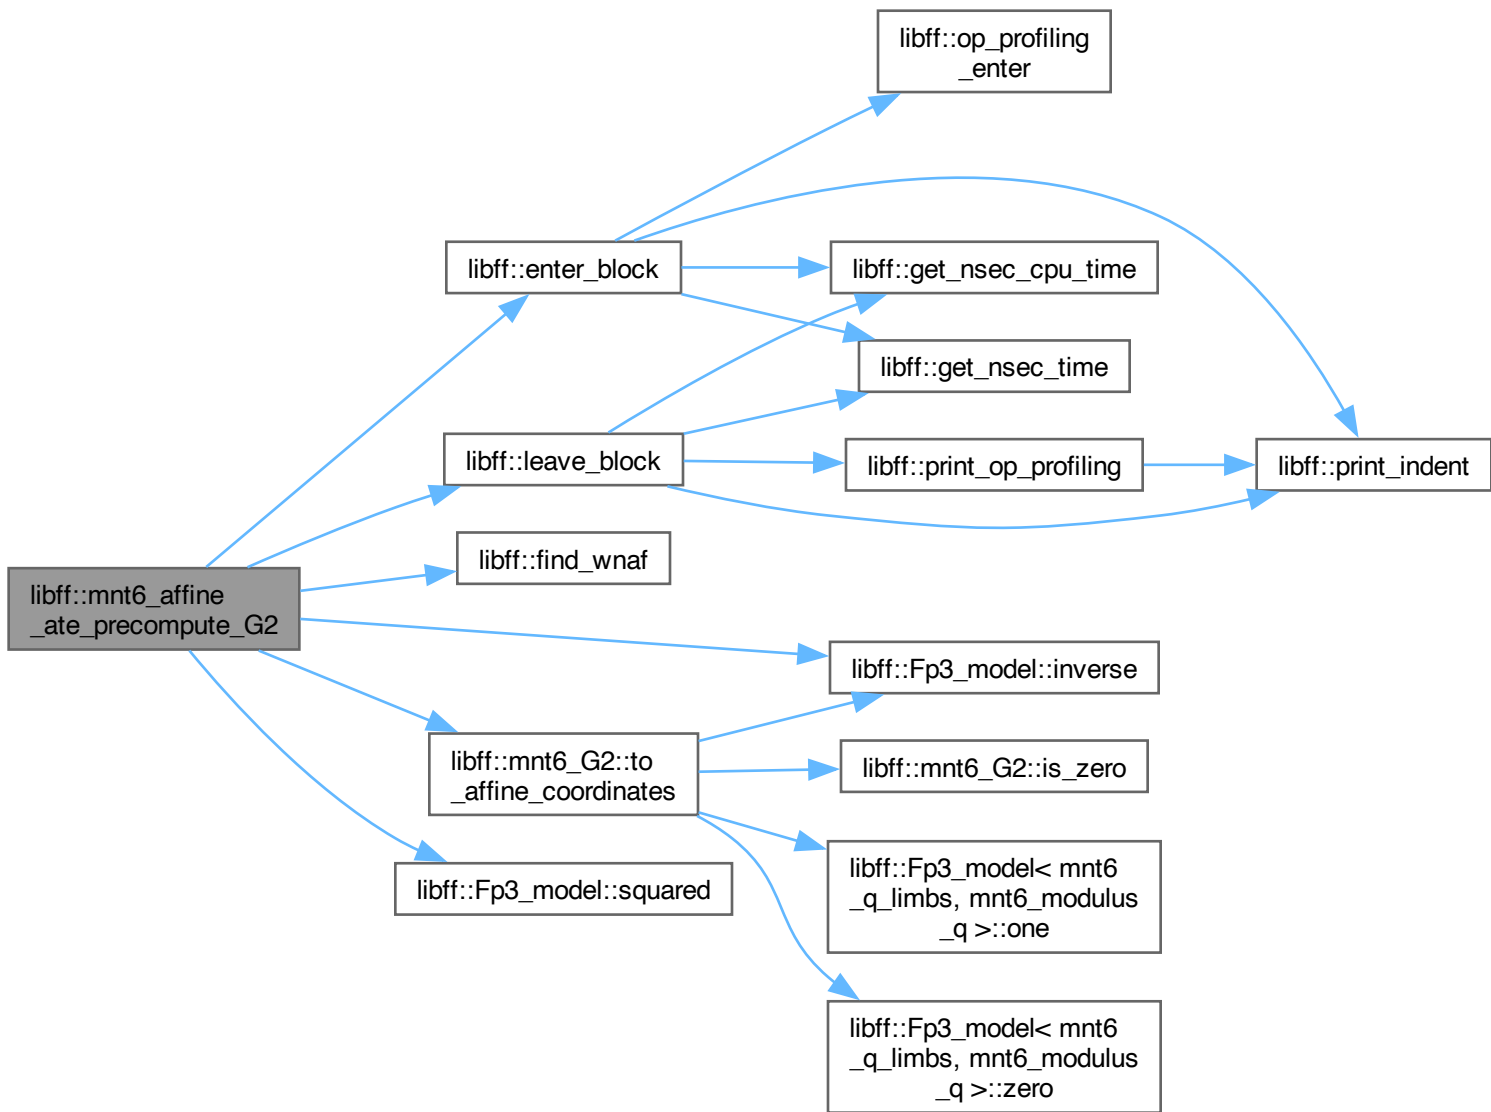 libff::op_profiling
_enter
libff::enter_block
libff::get_nsec_cpu_time
libff::get_nsec_time
libff::leave_block
libff::print_op_profiling
libff::print_indent
libff::find_wnaf
libff::mnt6_affine
_ate_precompute_G2
libff::Fp3_model::inverse
libff::mnt6_G2::to
_affine_coordinates
libff::mnt6_G2::is_zero
libff::Fp3_model::squared
libff::Fp3_model< mnt6
_q_limbs, mnt6_modulus
_q >::one
libff::Fp3_model< mnt6
_q_limbs, mnt6_modulus
_q >::zero